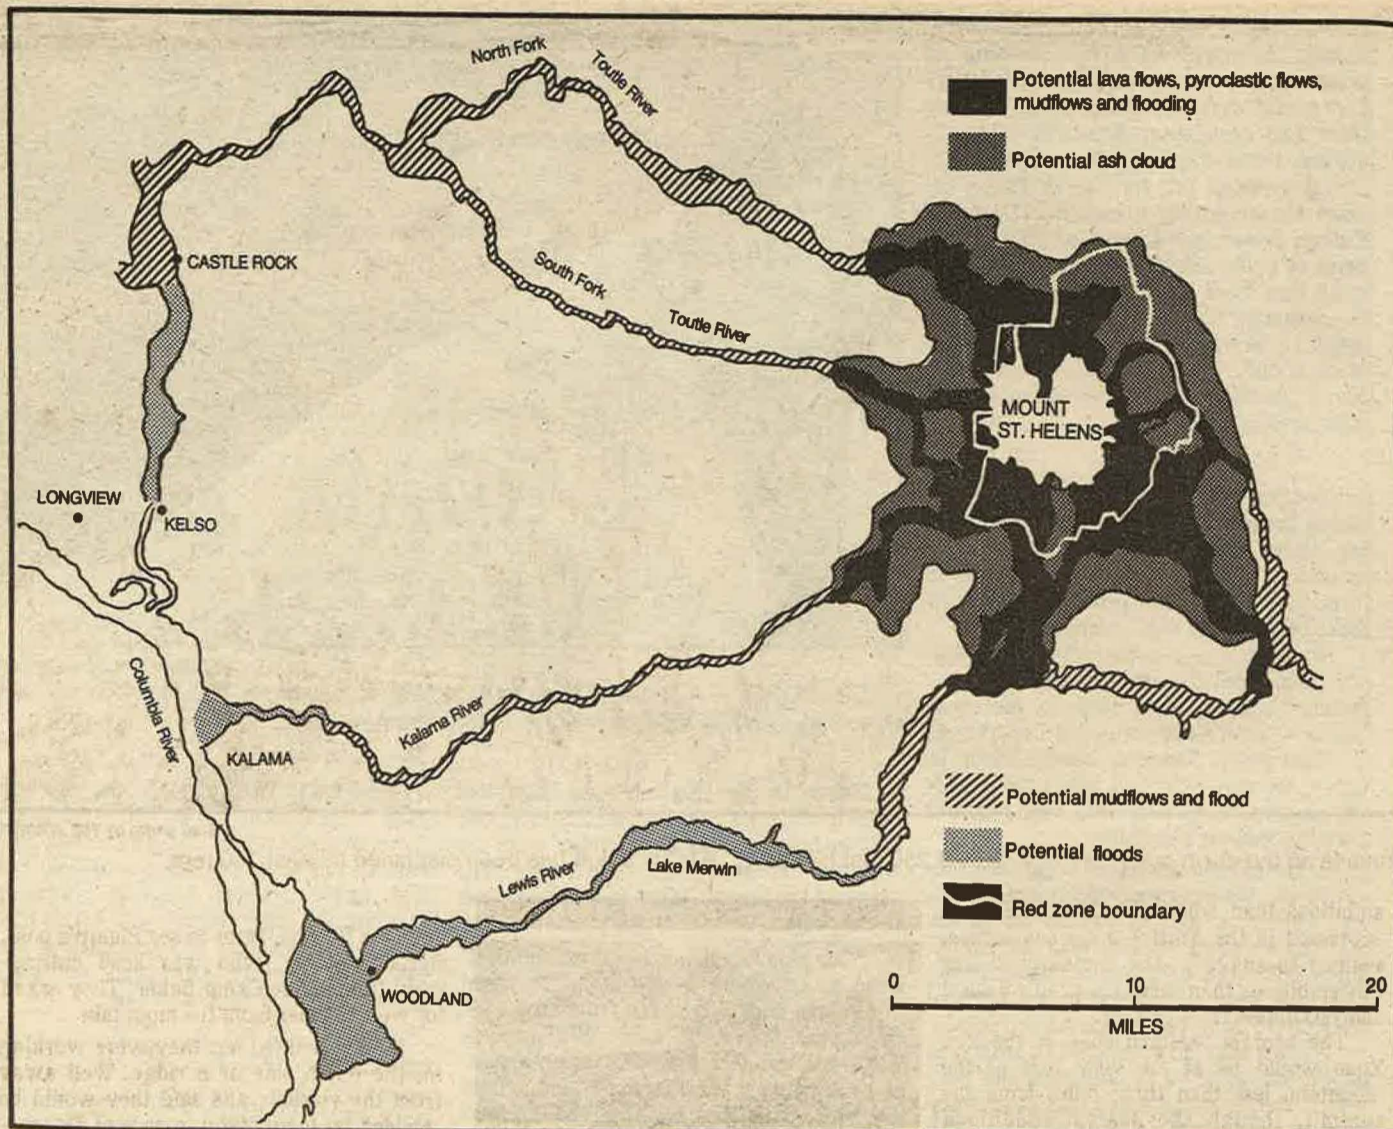 North Fork
Toutle River
Potential lava flows, pyroclastic flows,
mudflows and flooding
Potential ash cloud
CASTLE ROCK
South Fork
Toutle River
MOUNT
ST. HELENS
LONGVIEW
KELSO
Columbia River
Kalama River
KALAMA
Potential mudflows and flood
Potential floods
Red zone boundary
Lewis River
Lake Merwin
WOODLAND
0 10 20
MILES